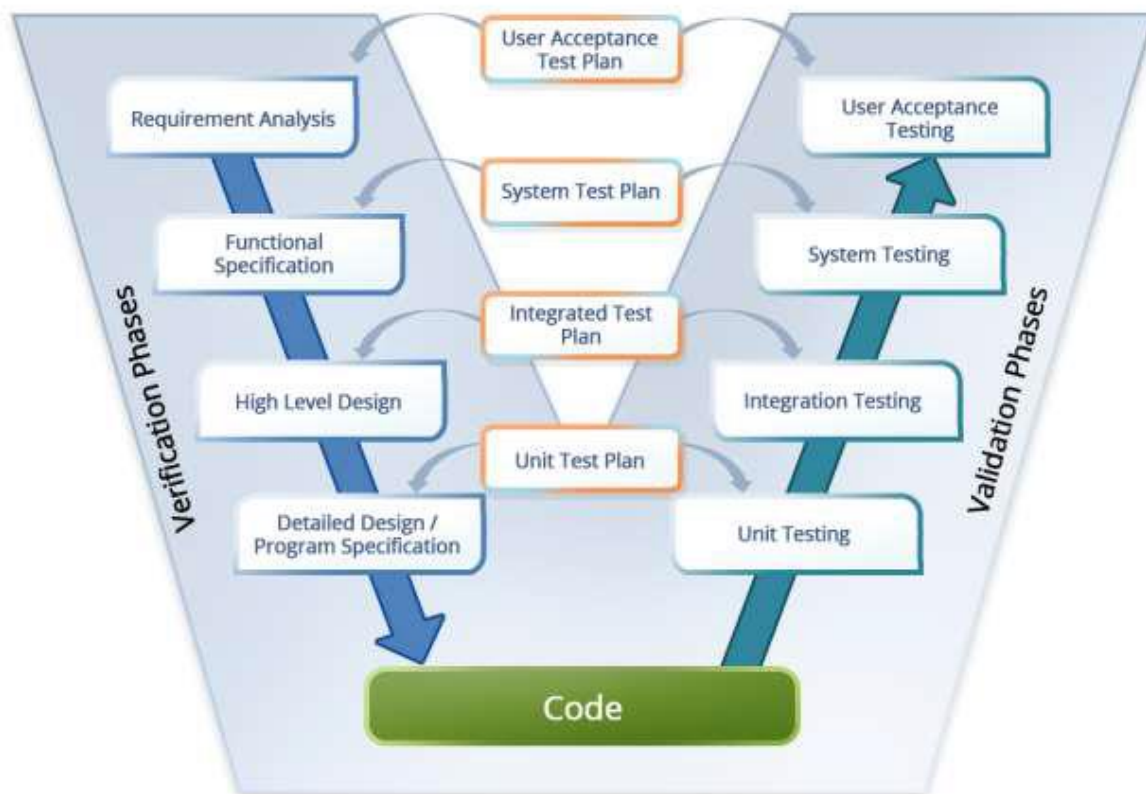 User Acceptance
Test Plan
Requirement Analysis
User Acceptance
Testing
System Test Plan
Functional
Specification
System Testing
Integrated Test
Plan
High Level Design
Integration Testing
Unit Test Plan
Detailed Design /
Program Specification
Unit Testing
Verification Phases
Validation Phases
Code